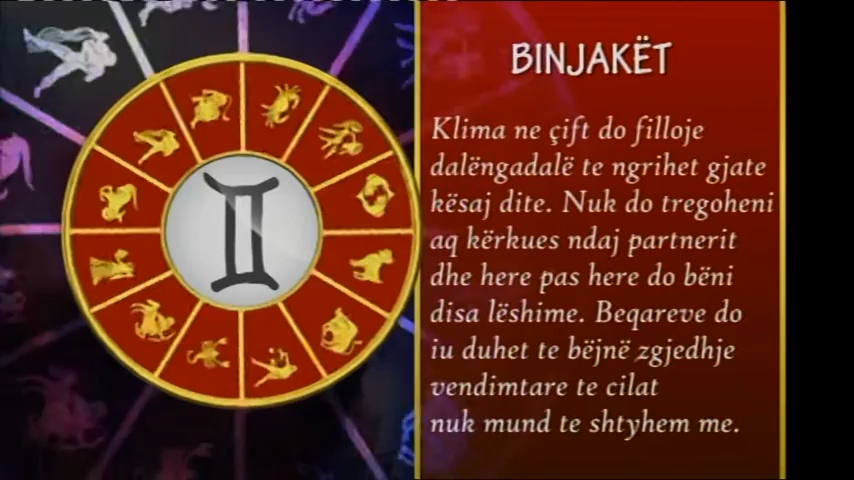 BINJAKËT
Klima ne çift do filloje
dalëngadalë te ngrihet gjate
kësaj dite. Nuk do tregoheni
aq kërkues ndaj partnerit
dhe here pas here do bëni
disa lëshime. Beqareve do
iu duhet te bëjnë zgjedhje
vendimtare te cilat
nuk mund te shtyhem me.